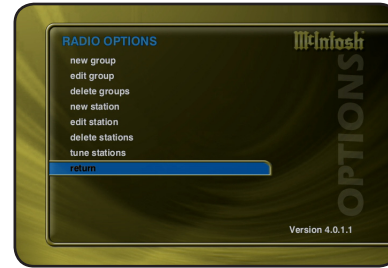 RADIO OPTIONS
McIntosh
new group
edit group
delete groups
new station
edit station
delete stations
tune stations
return
OPTIONS
Version 4.0.1.1